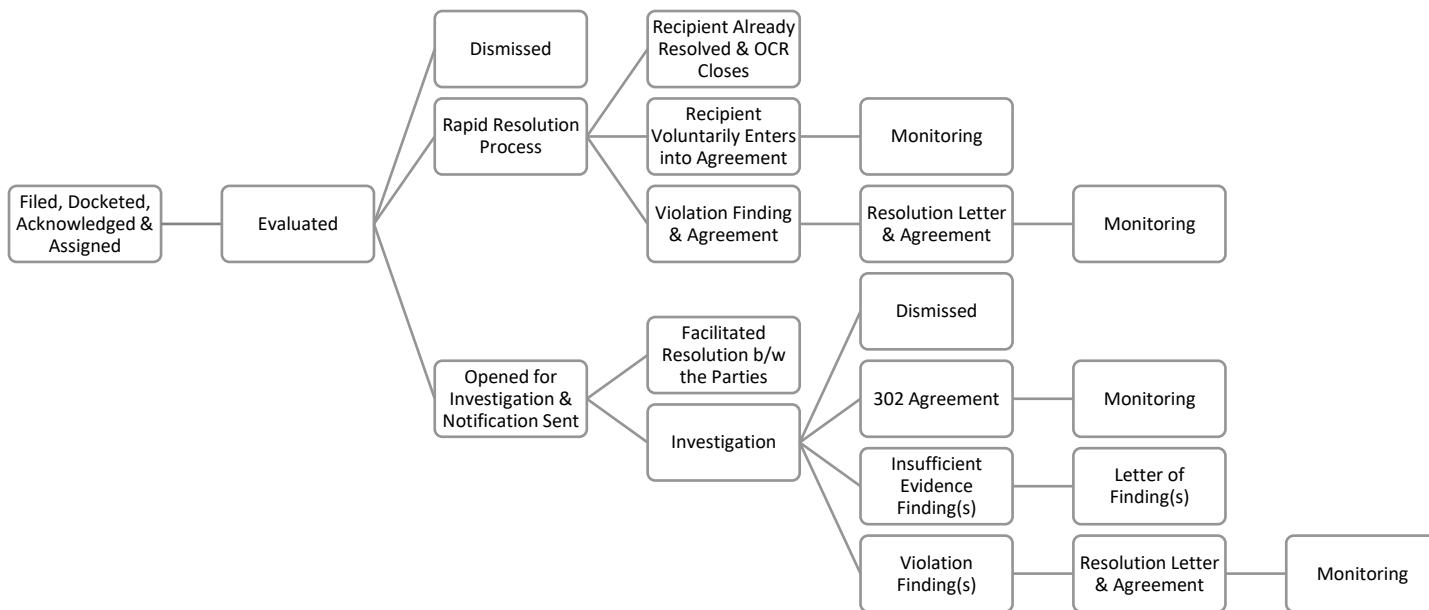 Filed, Docketed,
Acknowledged &
Assigned
Evaluated
Dismissed
Rapid Resolution
Process
Recipient Already
Resolved & OCR
Closes
Recipient
Voluntarily Enters
into Agreement
Monitoring
Violation Finding
& Agreement
Resolution Letter
& Agreement
Monitoring
Opened for
Investigation &
Notification Sent
Facilitated
Resolution b/w
the Parties
Investigation
Dismissed
302 Agreement
Monitoring
Insufficient
Evidence
Finding(s)
Letter of
Finding(s)
Violation
Finding(s)
Resolution Letter
& Agreement
Monitoring